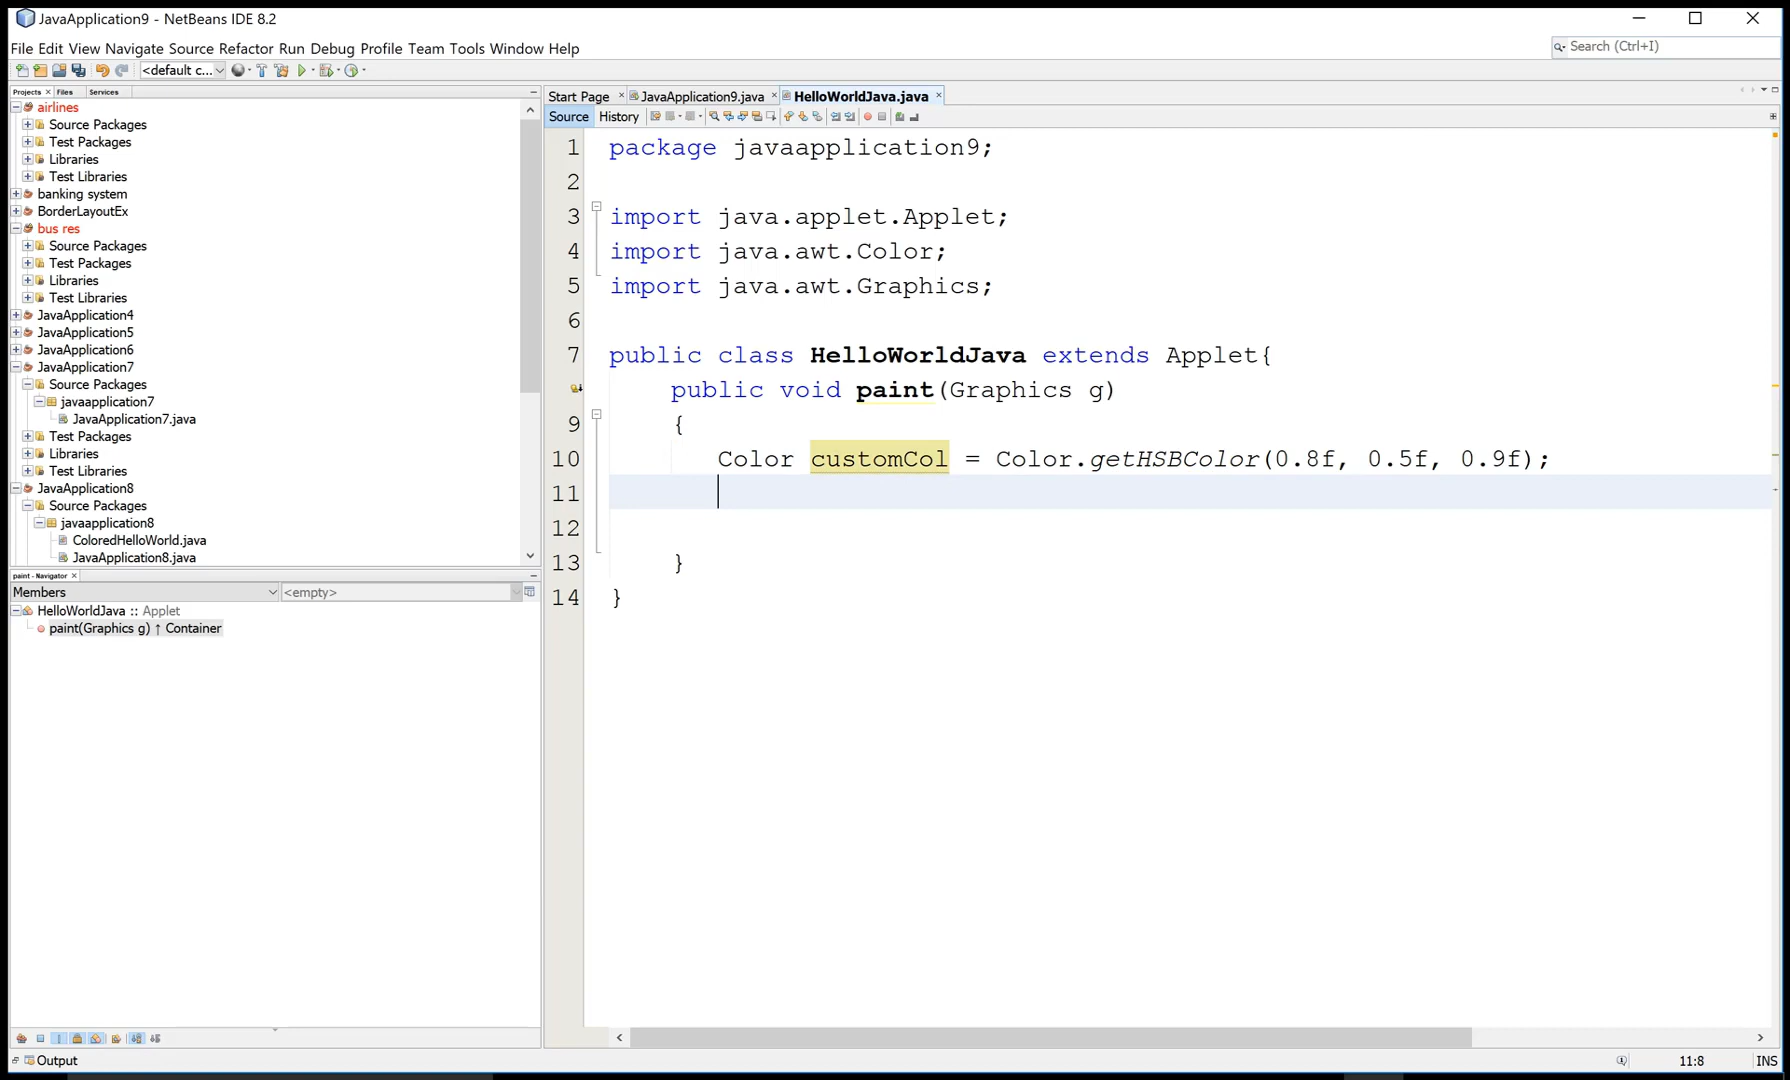 JavaApplication9 - NetBeans IDE 8.2
File Edit View Navigate Source Refactor Run Debug Profile Team Tools Window Help
Search (Ctrl+I)
<default c...
Projects Files Services
airlines
Source Packages
Test Packages
Libraries
Test Libraries
banking system
BorderLayoutEx
bus res
Source Packages
Test Packages
Libraries
Test Libraries
JavaApplication4
JavaApplication5
JavaApplication6
JavaApplication7
Source Packages
javaapplication7
JavaApplication7.java
Test Packages
Libraries
Test Libraries
JavaApplication8
Source Packages
javaapplication8
ColoredHelloWorld.java
JavaApplication8.java
paint - Navigator
Members <empty>
HelloWorldJava :: Applet
paint(Graphics g) ↑ Container
Start Page JavaApplication9.java HelloWorldJava.java
Source History
1 package javaapplication9;
2
3 import java.applet.Applet;
4 import java.awt.Color;
5 import java.awt.Graphics;
6
7 public class HelloWorldJava extends Applet{
public void paint(Graphics g)
9 {
10 Color customCol = Color.getHSBColor(0.8f, 0.5f, 0.9f);
11
12
13 }
14 }
Output
11:8 INS